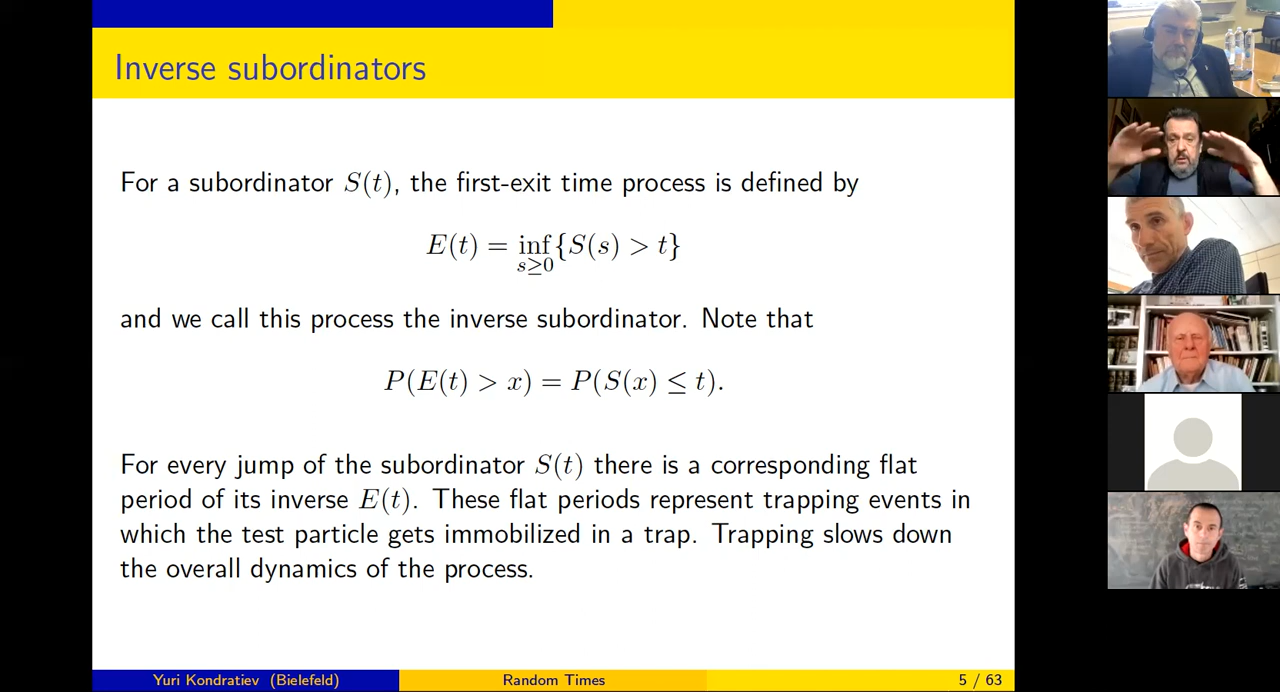 Inverse subordinators
For a subordinator S(t), the first-exit time process is defined by
E(t) = inf{S(s) > t}
s≥0
and we call this process the inverse subordinator. Note that
P(E(t) > x) = P(S(x) ≤ t).
For every jump of the subordinator S(t) there is a corresponding flat
period of its inverse E(t). These flat periods represent trapping events in
which the test particle gets immobilized in a trap. Trapping slows down
the overall dynamics of the process.
Yuri Kondratiev (Bielefeld) Random Times 5 / 63